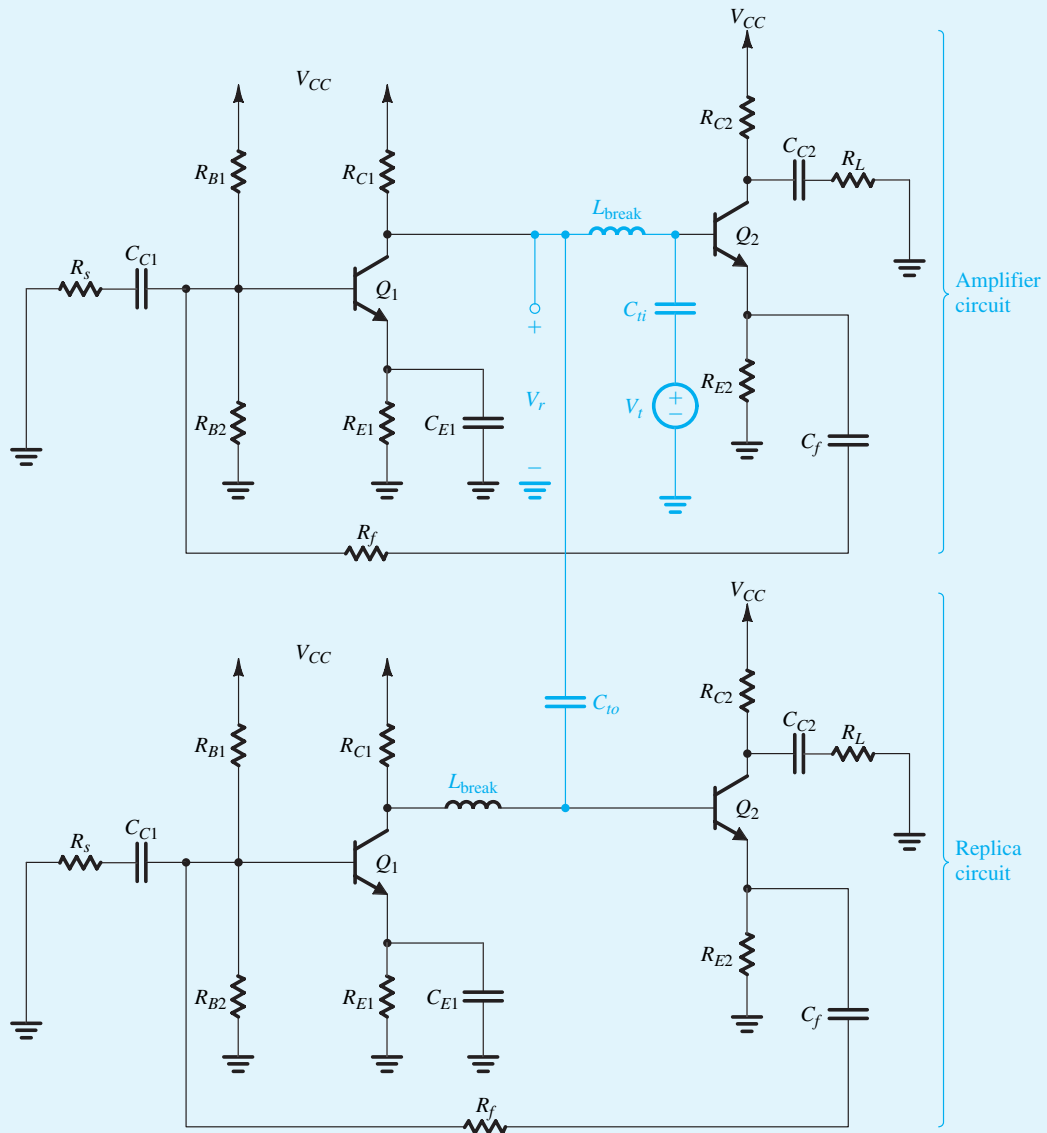 V_CC
V_CC
R_C2
C_C2
R_L
R_B1
R_C1
L_break
Q_2
R_s
C_C1
Q_1
C_ti
Amplifier
circuit
+
R_E2
V_r
V_t
+
−
R_B2
R_E1
C_E1
C_f
−
R_f
V_CC
V_CC
R_C2
C_to
C_C2
R_L
R_B1
R_C1
L_break
Q_2
R_s
C_C1
Q_1
Replica
circuit
R_E2
R_B2
R_E1
C_E1
C_f
R_f